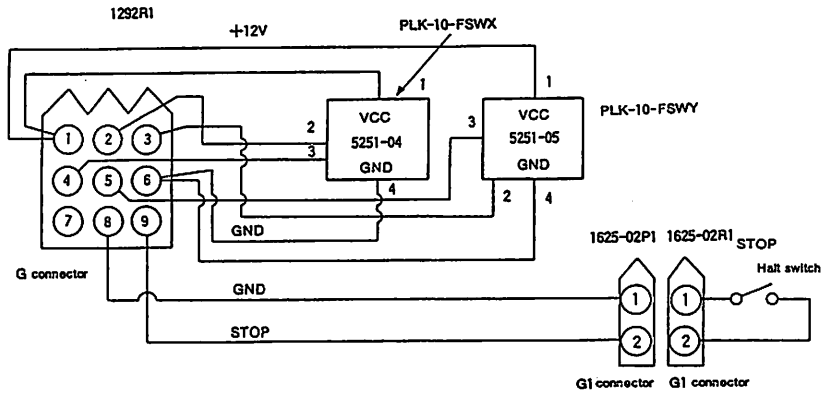 1292R1
+12V
PLK-10-FSWX
1
1
VCC
5251-04
GND
2
3
4
VCC
5251-05
GND
3
2
4
PLK-10-FSWY
1
2
3
4
5
6
7
8
9
GND
G connector
GND
STOP
1625-02P1
1625-02R1
STOP
Halt switch
1
2
1
2
G1 connector
G1 connector